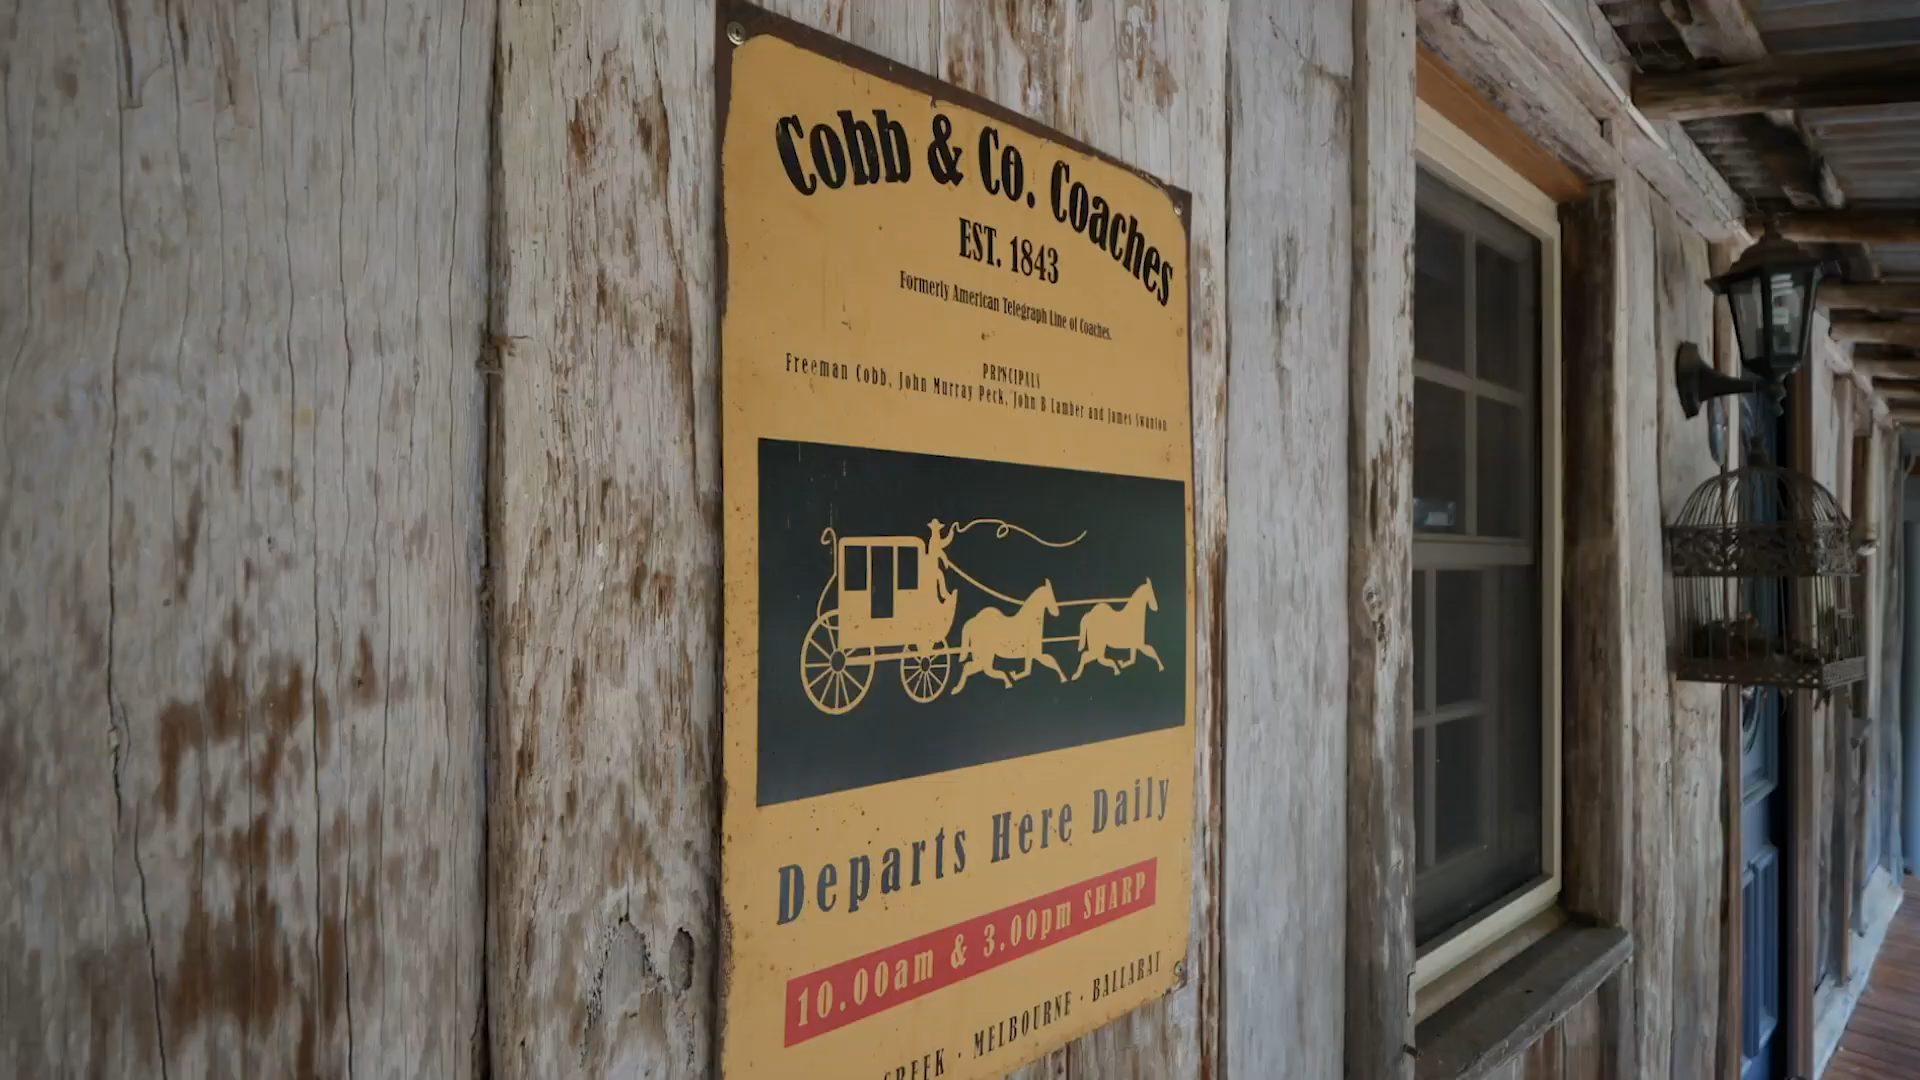 Cobb & Co. Coaches
EST. 1843
Formerly American Telegraph Line of Coaches.
PRINCIPALS
Freeman Cobb, John Murray Peck, John B Lamber and James Swanton
Departs Here Daily
10.00am & 3.00pm SHARP
MELBOURNE · BALLARAT